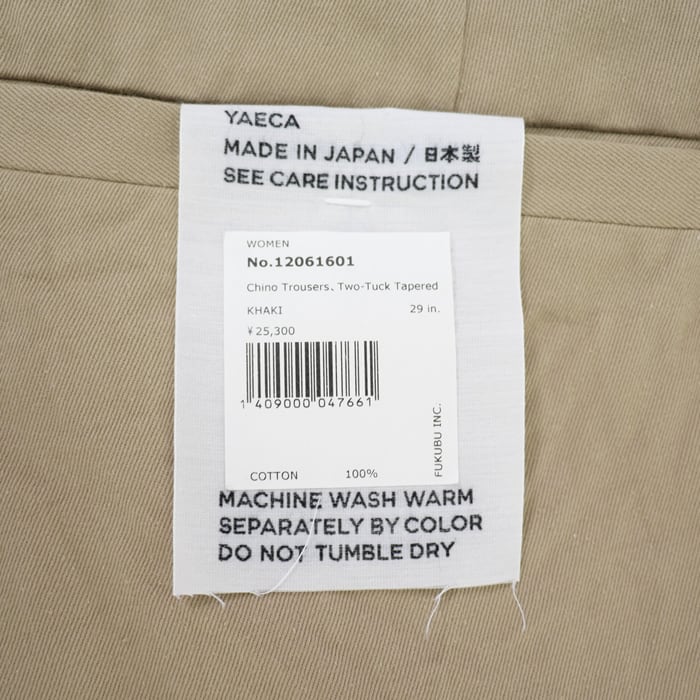 YAECA
MADE IN JAPAN / 日本製
SEE CARE INSTRUCTION
WOMEN
No.12061601
Chino Trousers、Two-Tuck Tapered
KHAKI 29 in.
¥25,300
1 409000 047661
FUKUBU INC.
COTTON 100%
MACHINE WASH WARM
SEPARATELY BY COLOR
DO NOT TUMBLE DRY